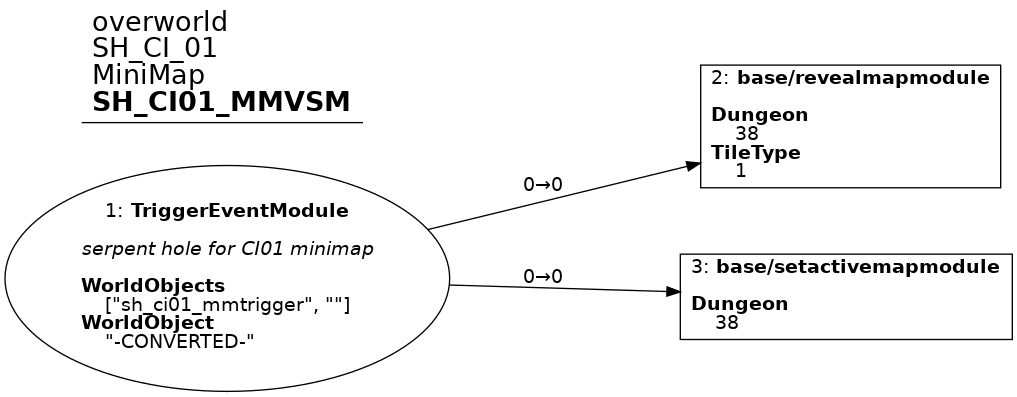 overworld
SH_CI_01
MiniMap
SH_CI01_MMVSM
1: TriggerEventModule
serpent hole for CI01 minimap
WorldObjects
["sh_ci01_mmtrigger", ""]
WorldObject
"-CONVERTED-"
0→0
0→0
2: base/revealmapmodule
Dungeon
38
TileType
1
3: base/setactivemapmodule
Dungeon
38